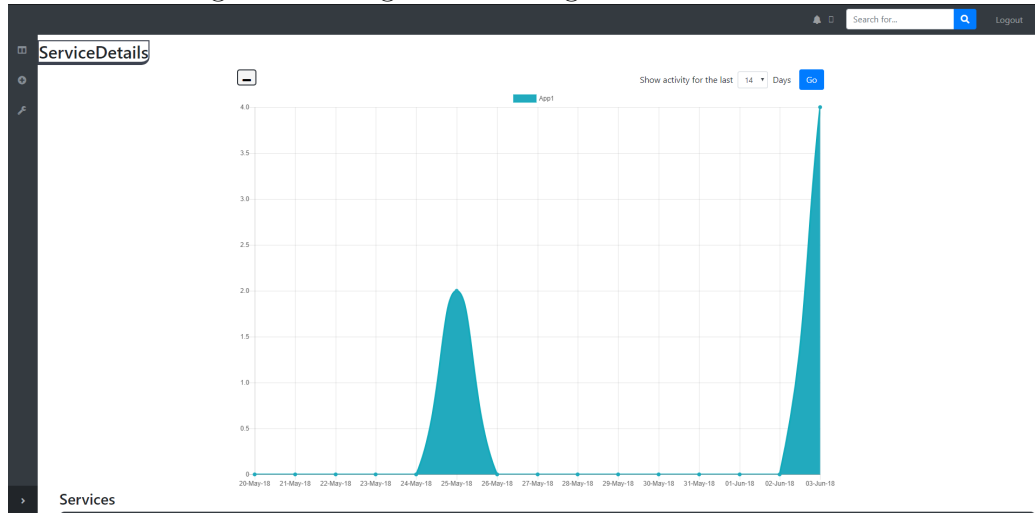 Search for...
Logout
ServiceDetails
Show activity for the last 14 Days Go
App1
4.0
3.5
3.0
2.5
2.0
1.5
1.0
0.5
0
20-May-18 21-May-18 22-May-18 23-May-18 24-May-18 25-May-18 26-May-18 27-May-18 28-May-18 29-May-18 30-May-18 31-May-18 01-Jun-18 02-Jun-18 03-Jun-18
Services